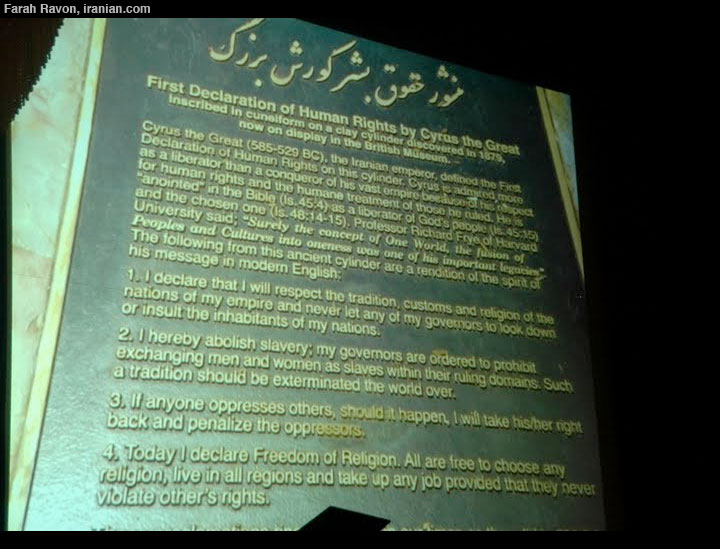 Farah Ravon, iranian.com
منشور حقوق بشر کورش بزرگ
First Declaration of Human Rights by Cyrus the Great
Inscribed in cuneiform on a clay cylinder discovered in 1879,
now on display in the British Museum.
Cyrus the Great (585-529 BC), the Iranian emperor, defined the First
Declaration of Human Rights on this cylinder. Cyrus is admired more
as a liberator than a conqueror of his vast empire because of his respect
for human rights and the humane treatment of those he ruled. He is
"anointed" in the Bible (Is.45:4) as a liberator of God's people (Is.
and the chosen one (Is. 48:14-15). Professor Richard Frye of Harvard
University said; "Surely the concept of One World, the fusion of
Peoples and Cultures into oneness was one of his important legacies"
The following from this ancient cylinder are a rendition of the spirit of
his message in modern English:
1. I declare that I will respect the tradition, customs and religion of the
nations of my empire and never let any of my governors to look down
or insult the inhabitants of my nations.
2. I hereby abolish slavery; my governors are ordered to prohibit
exchanging men and women as slaves within their ruling domains. Such
a tradition should be exterminated the world over.
3. If anyone oppresses others, should it happen, I will take his/her right
back and penalize the oppressors.
4. Today I declare Freedom of Religion. All are free to choose any
religion, live in all regions and take up any job provided that they never
violate other's rights.